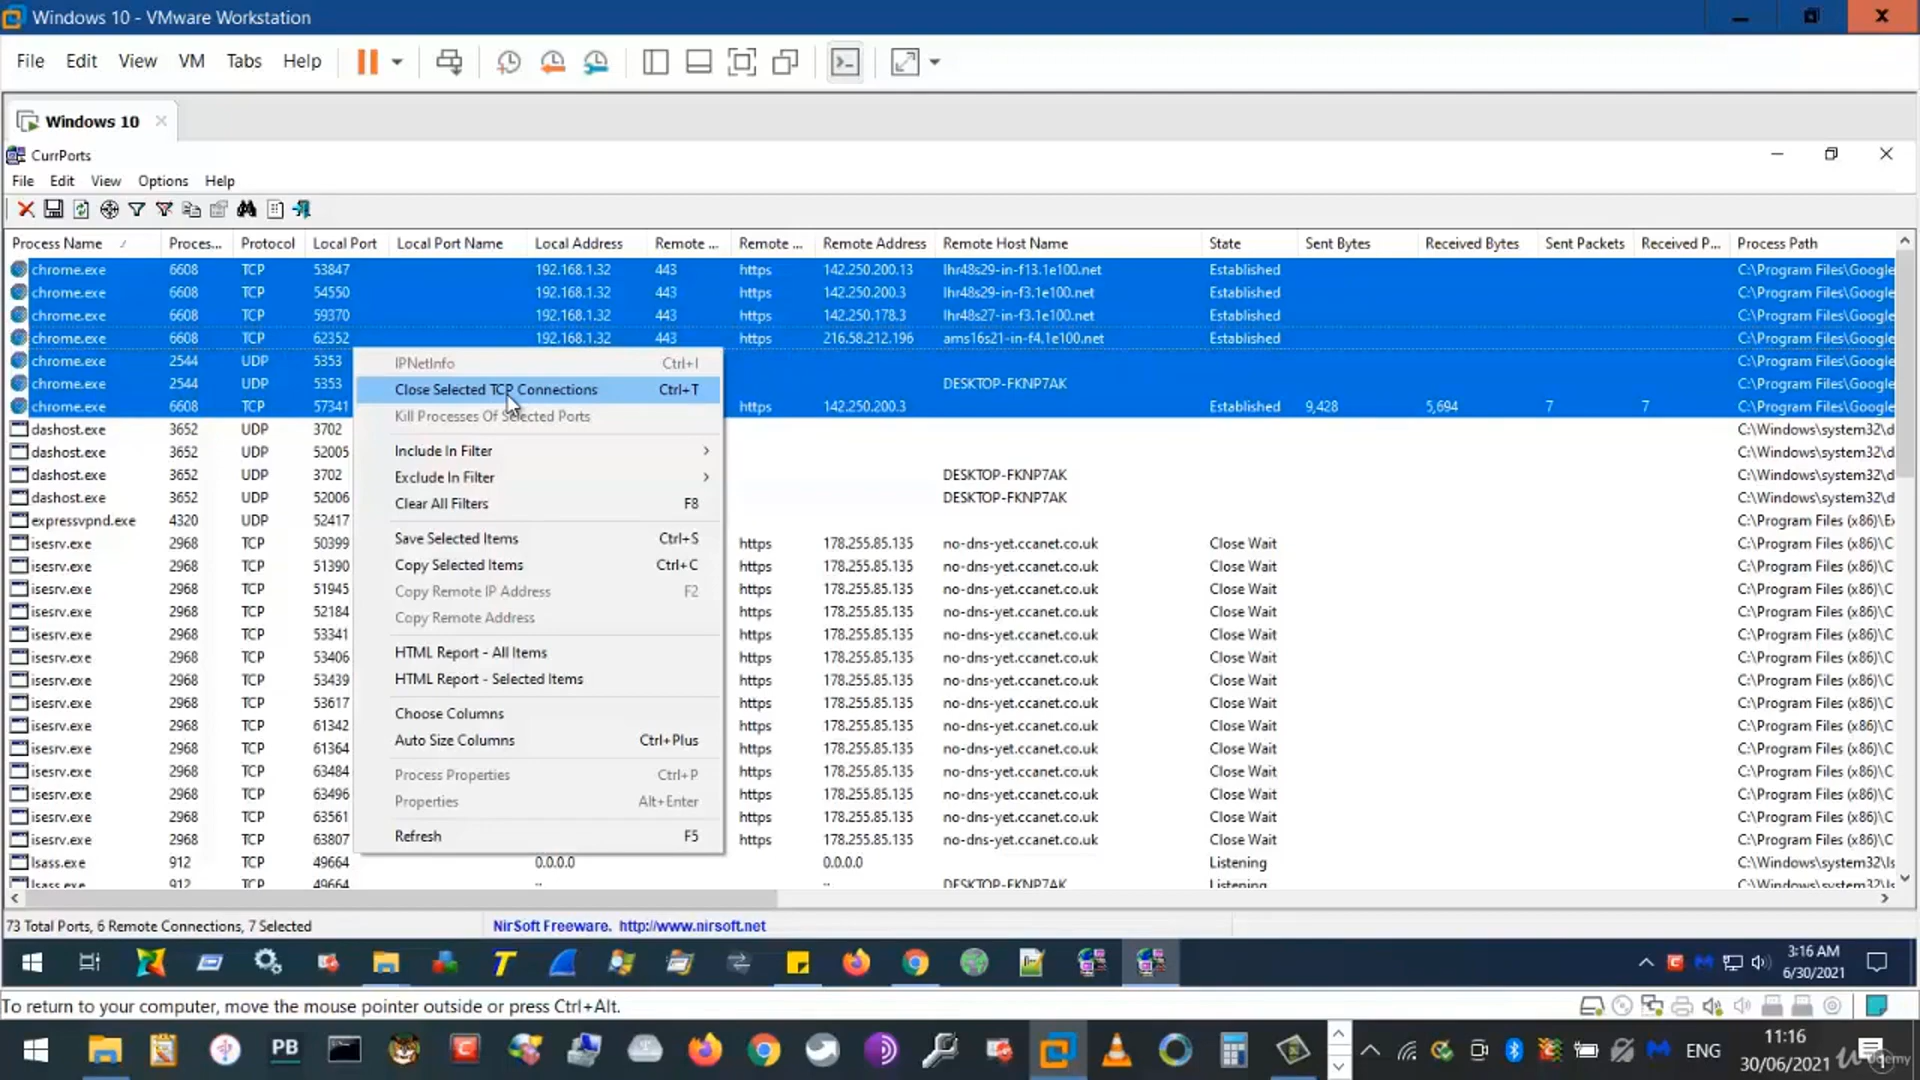 Windows 10 - VMware Workstation
File Edit View VM Tabs Help
Windows 10
CurrPorts
File Edit View Options Help
Process Name Proces... Protocol Local Port Local Port Name Local Address Remote ... Remote ... Remote Address Remote Host Name State Sent Bytes Received Bytes Sent Packets Received P... Process Path
chrome.exe 6608 TCP 53847 192.168.1.32 443 https 142.250.200.13 lhr48s29-in-f13.1e100.net Established C:\Program Files\Google
chrome.exe 6608 TCP 54550 192.168.1.32 443 https 142.250.200.3 lhr48s29-in-f3.1e100.net Established C:\Program Files\Google
chrome.exe 6608 TCP 59370 192.168.1.32 443 https 142.250.178.3 lhr48s27-in-f3.1e100.net Established C:\Program Files\Google
chrome.exe 6608 TCP 62352 192.168.1.32 443 https 216.58.212.196 ams16s21-in-f4.1e100.net Established C:\Program Files\Google
chrome.exe 2544 UDP 5353 C:\Program Files\Google
chrome.exe 2544 UDP 5353 DESKTOP-FKNP7AK C:\Program Files\Google
chrome.exe 6608 TCP 57341 https 142.250.200.3 Established 9,428 5,694 7 7 C:\Program Files\Google
dashost.exe 3652 UDP 3702 C:\Windows\system32\d
dashost.exe 3652 UDP 52005 C:\Windows\system32\d
dashost.exe 3652 UDP 3702 DESKTOP-FKNP7AK C:\Windows\system32\d
dashost.exe 3652 UDP 52006 DESKTOP-FKNP7AK C:\Windows\system32\d
expressvpnd.exe 4320 UDP 52417 C:\Program Files (x86)\E
isesrv.exe 2968 TCP 50399 https 178.255.85.135 no-dns-yet.ccanet.co.uk Close Wait C:\Program Files (x86)\C
isesrv.exe 2968 TCP 51390 https 178.255.85.135 no-dns-yet.ccanet.co.uk Close Wait C:\Program Files (x86)\C
isesrv.exe 2968 TCP 51945 https 178.255.85.135 no-dns-yet.ccanet.co.uk Close Wait C:\Program Files (x86)\C
isesrv.exe 2968 TCP 52184 https 178.255.85.135 no-dns-yet.ccanet.co.uk Close Wait C:\Program Files (x86)\C
isesrv.exe 2968 TCP 53341 https 178.255.85.135 no-dns-yet.ccanet.co.uk Close Wait C:\Program Files (x86)\C
isesrv.exe 2968 TCP 53406 https 178.255.85.135 no-dns-yet.ccanet.co.uk Close Wait C:\Program Files (x86)\C
isesrv.exe 2968 TCP 53439 https 178.255.85.135 no-dns-yet.ccanet.co.uk Close Wait C:\Program Files (x86)\C
isesrv.exe 2968 TCP 53617 https 178.255.85.135 no-dns-yet.ccanet.co.uk Close Wait C:\Program Files (x86)\C
isesrv.exe 2968 TCP 61342 https 178.255.85.135 no-dns-yet.ccanet.co.uk Close Wait C:\Program Files (x86)\C
isesrv.exe 2968 TCP 61364 https 178.255.85.135 no-dns-yet.ccanet.co.uk Close Wait C:\Program Files (x86)\C
isesrv.exe 2968 TCP 63484 https 178.255.85.135 no-dns-yet.ccanet.co.uk Close Wait C:\Program Files (x86)\C
isesrv.exe 2968 TCP 63496 https 178.255.85.135 no-dns-yet.ccanet.co.uk Close Wait C:\Program Files (x86)\C
isesrv.exe 2968 TCP 63561 https 178.255.85.135 no-dns-yet.ccanet.co.uk Close Wait C:\Program Files (x86)\C
isesrv.exe 2968 TCP 63807 https 178.255.85.135 no-dns-yet.ccanet.co.uk Close Wait C:\Program Files (x86)\C
lsass.exe 912 TCP 49664 0.0.0.0 0.0.0.0 Listening C:\Windows\system32\ls
lsass.exe 912 TCP 49664 :: :: DESKTOP-FKNP7AK Listening C:\Windows\system32\ls
IPNetInfo Ctrl+I
Close Selected TCP Connections Ctrl+T
Kill Processes Of Selected Ports
Include In Filter
Exclude In Filter
Clear All Filters F8
Save Selected Items Ctrl+S
Copy Selected Items Ctrl+C
Copy Remote IP Address F2
Copy Remote Address
HTML Report - All Items
HTML Report - Selected Items
Choose Columns
Auto Size Columns Ctrl+Plus
Process Properties Ctrl+P
Properties Alt+Enter
Refresh F5
73 Total Ports, 6 Remote Connections, 7 Selected
NirSoft Freeware. http://www.nirsoft.net
3:16 AM
6/30/2021
To return to your computer, move the mouse pointer outside or press Ctrl+Alt.
PB
ENG
11:16
30/06/2021
Udemy